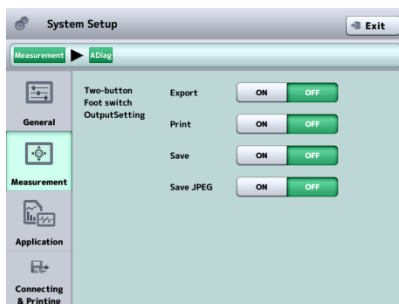 System Setup
Exit
Measurement ADiag
General
Measurement
Application
Connecting
& Printing
Two-button
Foot switch
OutputSetting
Export ON OFF
Print ON OFF
Save ON OFF
Save JPEG ON OFF